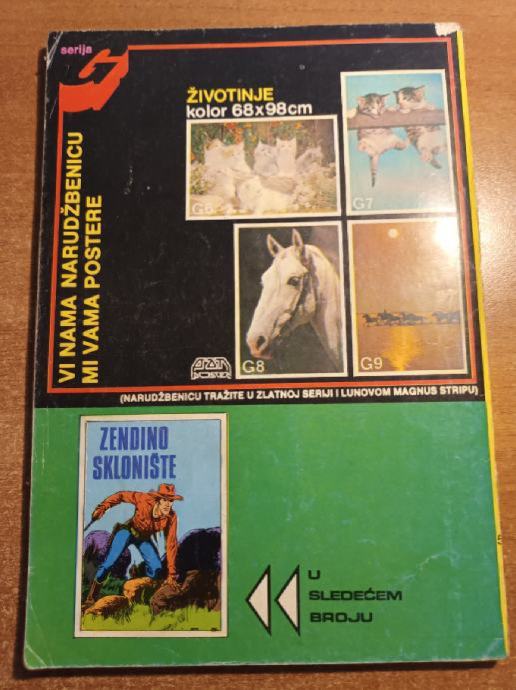 serija
G
ŽIVOTINJE
kolor 68x98cm
VI NAMA NARUDŽBENICU
MI VAMA POSTERE
G6
G7
G8
G9
(NARUDŽBENICU TRAŽITE U ZLATNOJ SERIJI I LUNOVOM MAGNUS STRIPU)
ZENDINO
SKLONIŠTE
U
SLEDEĆEM
BROJU